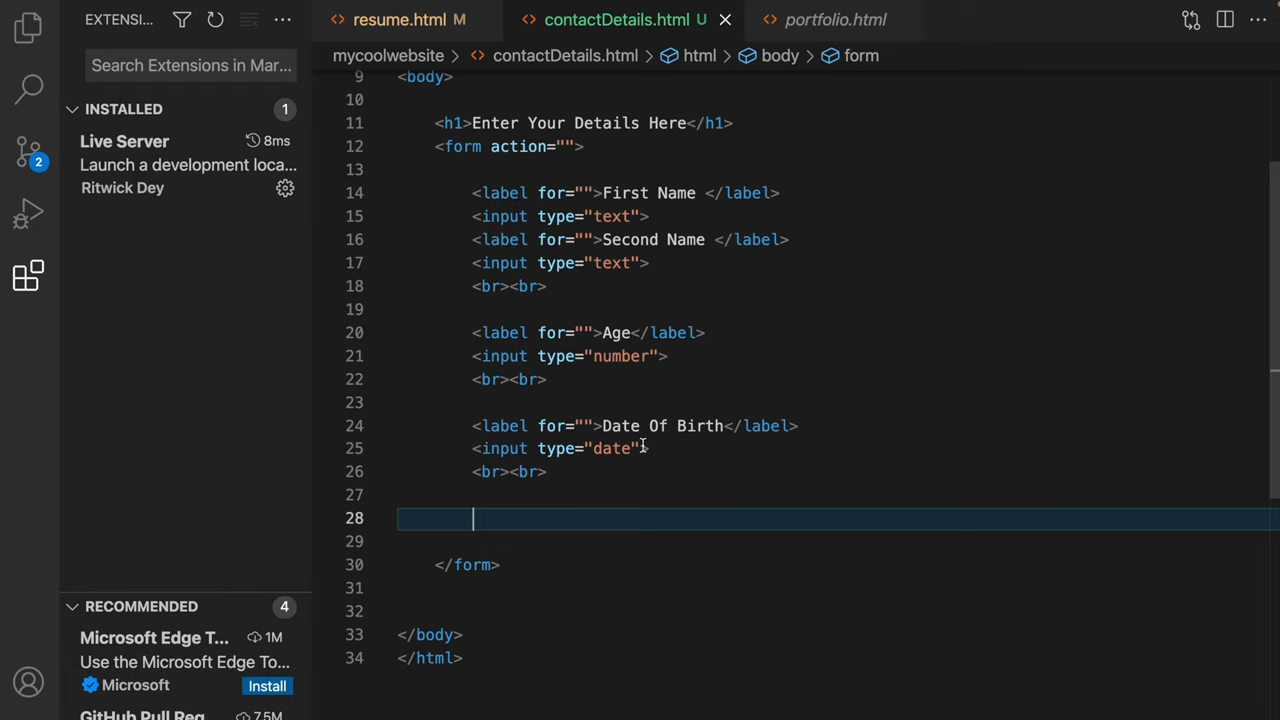 EXTENSI...
resume.html M
contactDetails.html U
portfolio.html
mycoolwebsite > contactDetails.html > html > body > form
Search Extensions in Mar...
INSTALLED 1
Live Server 8ms
Launch a development loca...
Ritwick Dey
2
RECOMMENDED 4
Microsoft Edge T... 1M
Use the Microsoft Edge To...
Microsoft Install
GitHub Pull Req 7.5M
9 <body>
10
11 <h1>Enter Your Details Here</h1>
12 <form action="">
13
14 <label for="">First Name </label>
15 <input type="text">
16 <label for="">Second Name </label>
17 <input type="text">
18 <br><br>
19
20 <label for="">Age</label>
21 <input type="number">
22 <br><br>
23
24 <label for="">Date Of Birth</label>
25 <input type="date">
26 <br><br>
27
28
29
30 </form>
31
32
33 </body>
34 </html>